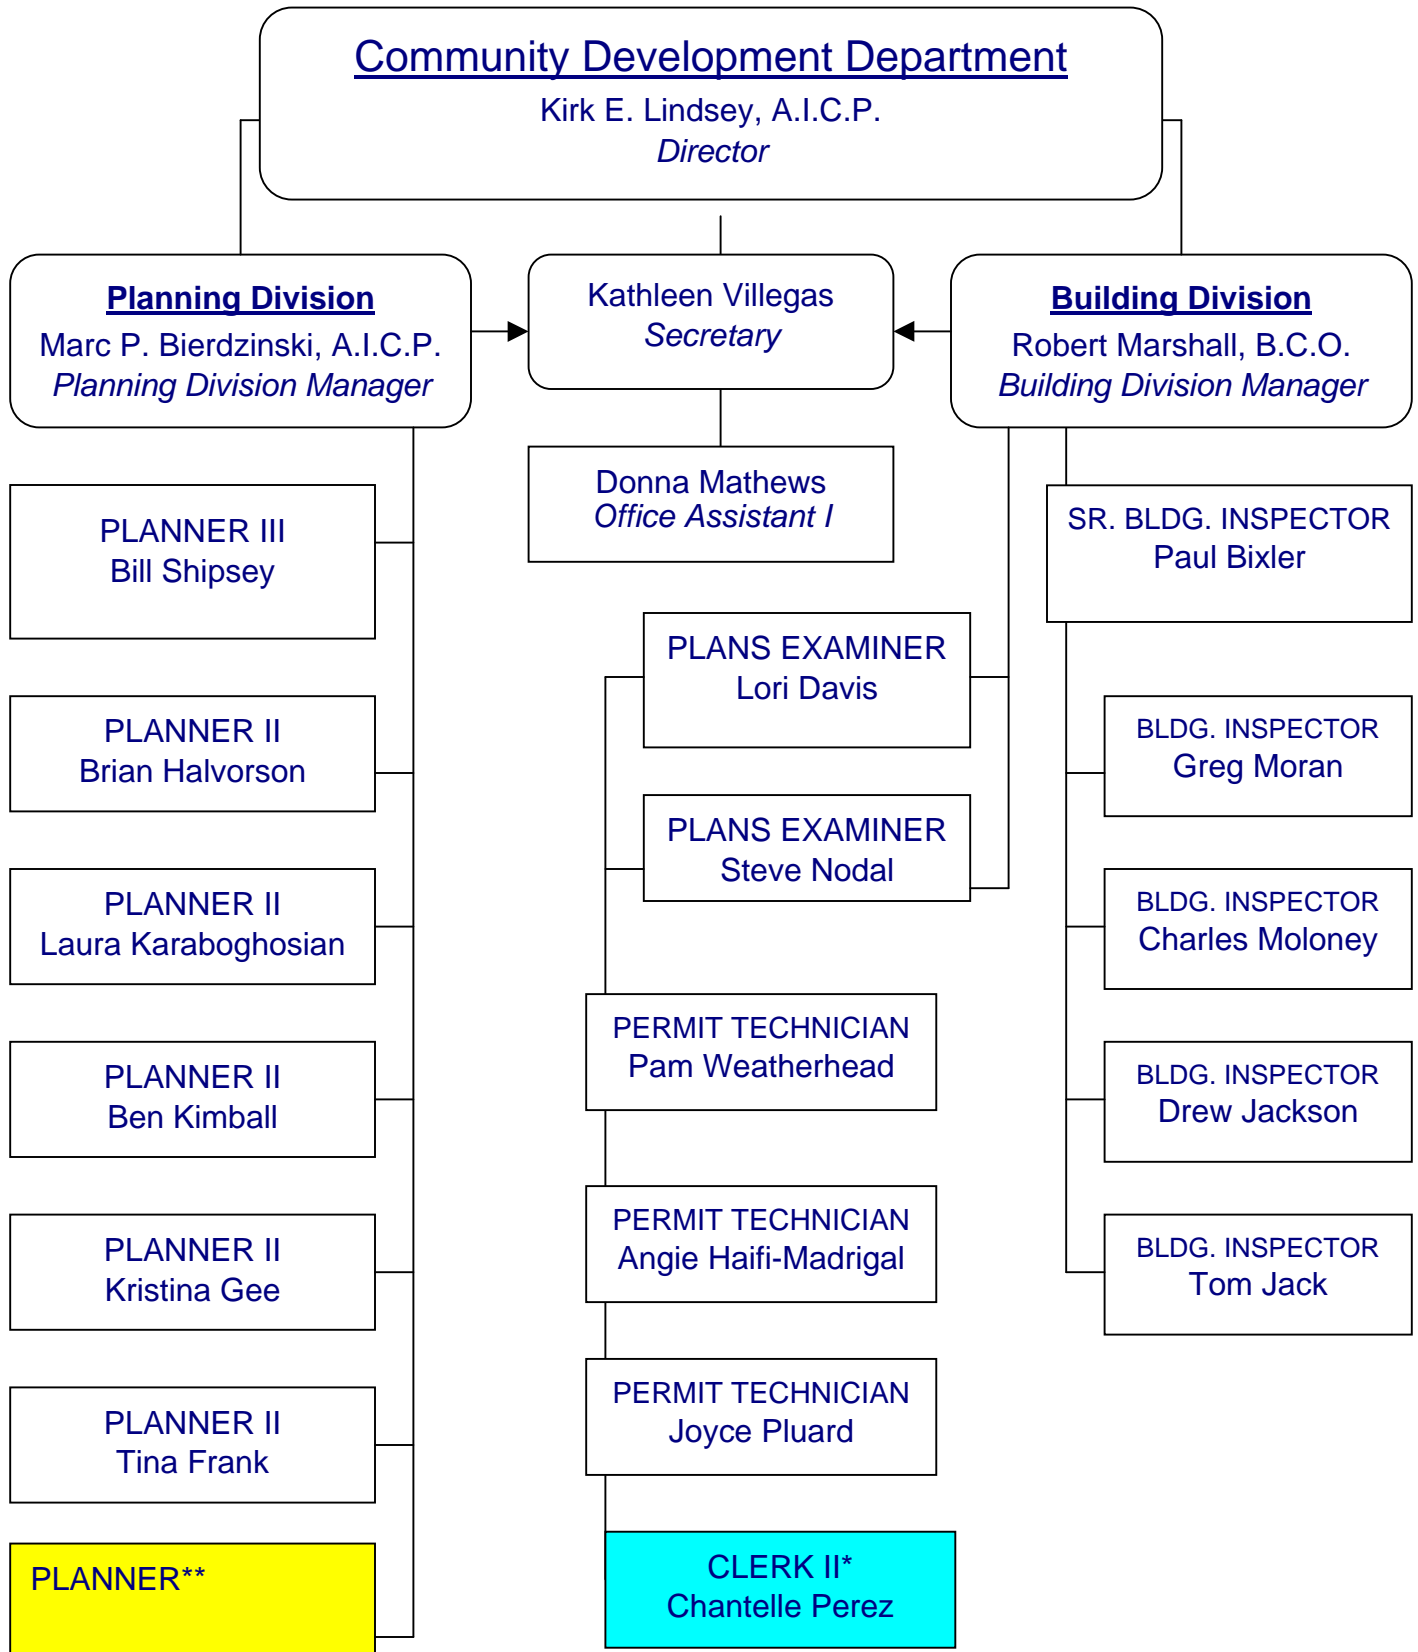 Community Development Department
Kirk E. Lindsey, A.I.C.P.
Director
Planning Division
Marc P. Bierdzinski, A.I.C.P.
Planning Division Manager
Kathleen Villegas
Secretary
Building Division
Robert Marshall, B.C.O.
Building Division Manager
Donna Mathews
Office Assistant I
PLANNER III
Bill Shipsey
PLANNER II
Brian Halvorson
PLANNER II
Laura Karaboghosian
PLANNER II
Ben Kimball
PLANNER II
Kristina Gee
PLANNER II
Tina Frank
PLANNER**
PLANS EXAMINER
Lori Davis
PLANS EXAMINER
Steve Nodal
PERMIT TECHNICIAN
Pam Weatherhead
PERMIT TECHNICIAN
Angie Haifi-Madrigal
PERMIT TECHNICIAN
Joyce Pluard
CLERK II*
Chantelle Perez
SR. BLDG. INSPECTOR
Paul Bixler
BLDG. INSPECTOR
Greg Moran
BLDG. INSPECTOR
Charles Moloney
BLDG. INSPECTOR
Drew Jackson
BLDG. INSPECTOR
Tom Jack